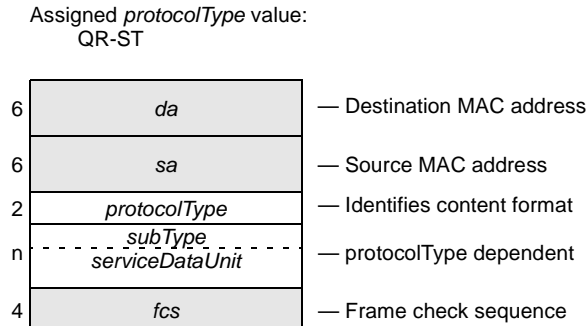 Assigned protocolType value:
QR-ST
6 da — Destination MAC address
6 sa — Source MAC address
2 protocolType — Identifies content format
subType
n serviceDataUnit — protocolType dependent
4 fcs — Frame check sequence